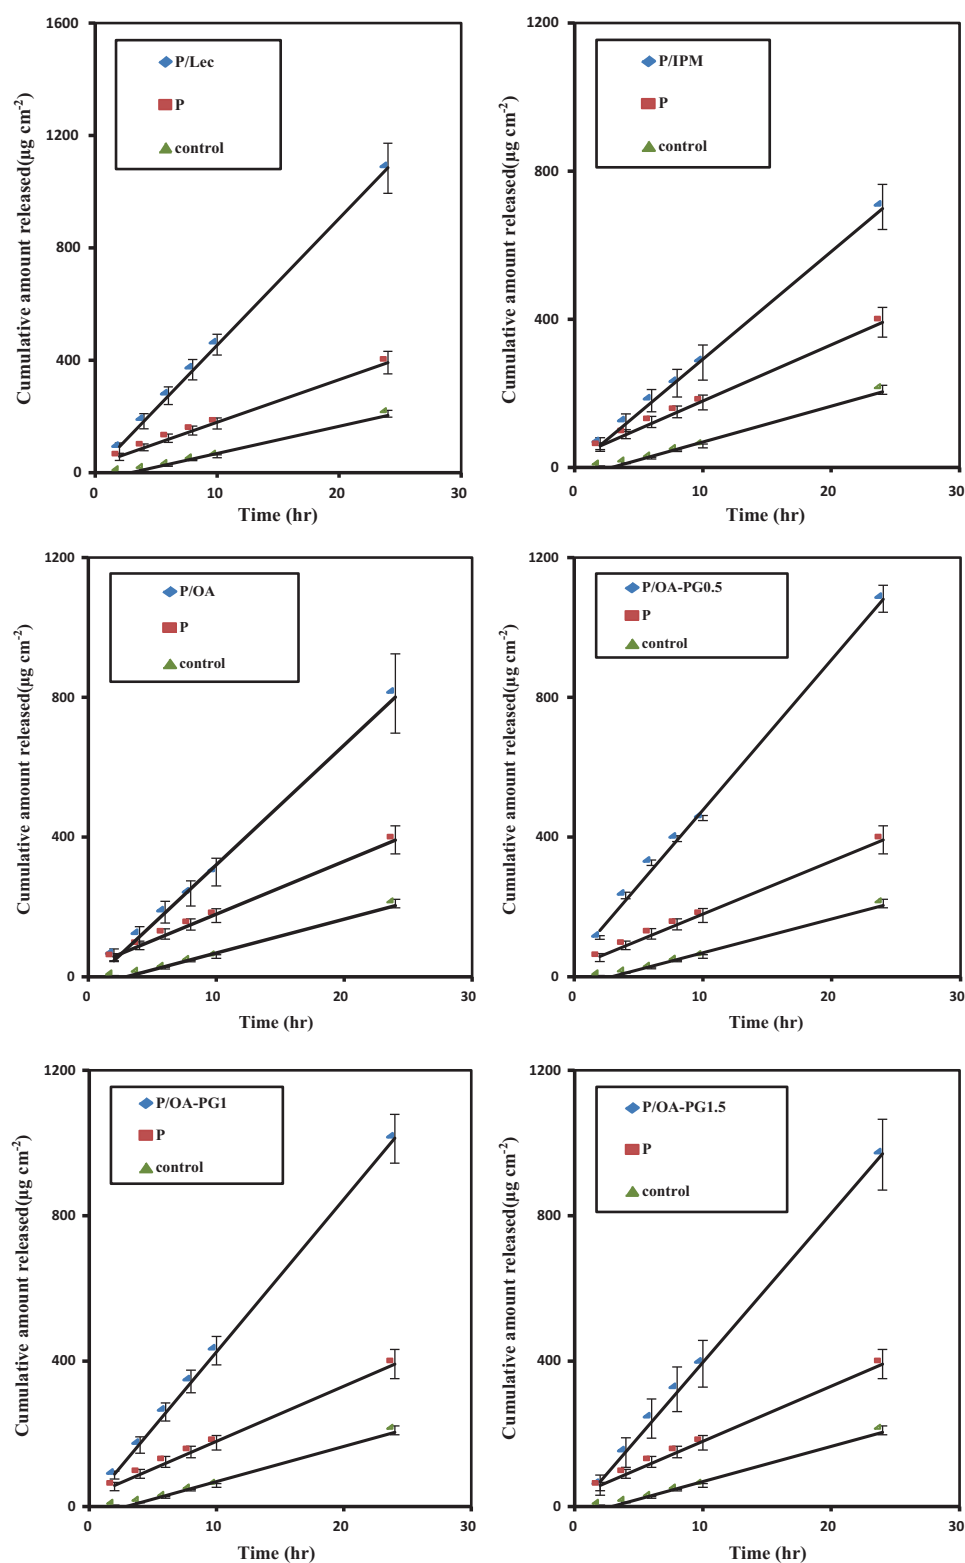 1600
1200
800
400
0
0
10
20
30
Cumulative amount released(µg cm-2)
Time (hr)
P/Lec
P
control
1200
800
400
0
0
10
20
30
Cumulative amount released(µg cm-2)
Time (hr)
P/IPM
P
control
1200
800
400
0
0
10
20
30
Cumulative amount released(µg cm-2)
Time (hr)
P/OA
P
control
1200
800
400
0
0
10
20
30
Cumulative amount released(µg cm-2)
Time (hr)
P/OA-PG0.5
P
control
1200
800
400
0
0
10
20
30
Cumulative amount released(µg cm-2)
Time (hr)
P/OA-PG1
P
control
1200
800
400
0
0
10
20
30
Cumulative amount released(µg cm-2)
Time (hr)
P/OA-PG1.5
P
control